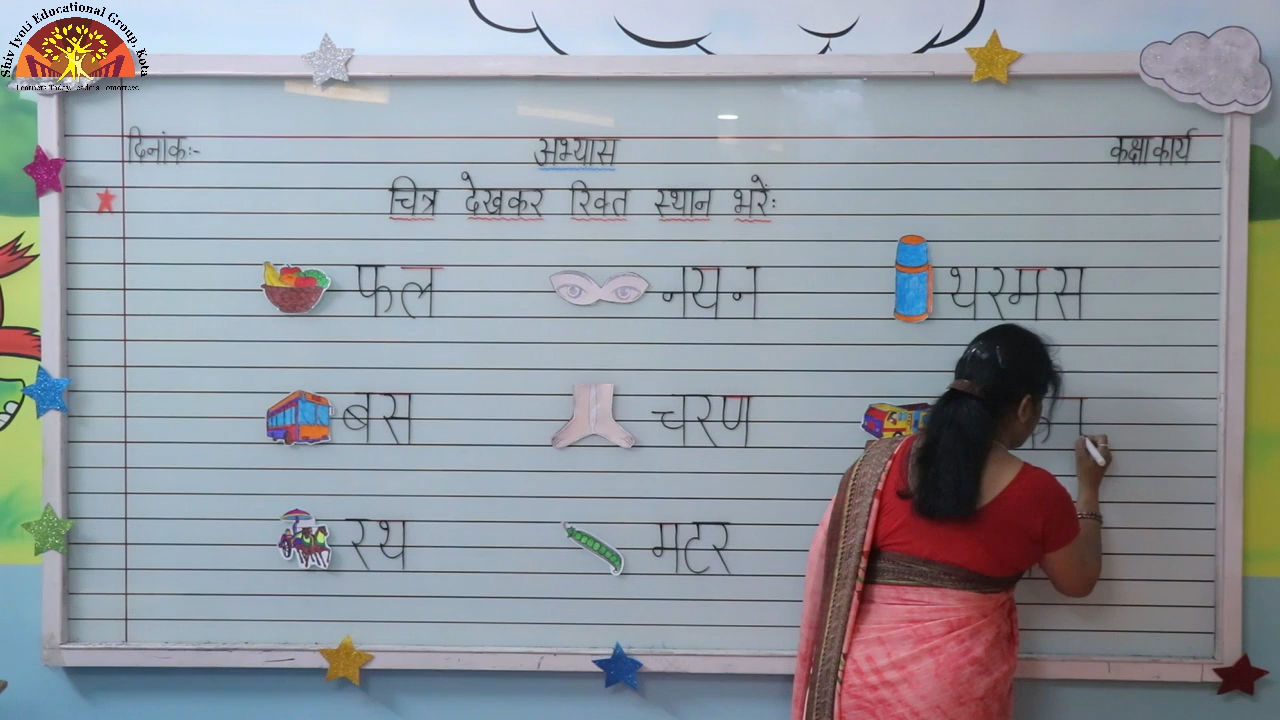 Shiv Jyoti Educational Group, Kota
दिनांकः- अभ्यास कक्षा कार्य
चित्र देखकर रिक्त स्थान भरेंः
फल नयन थरमस
बस चरण
रथ मटर